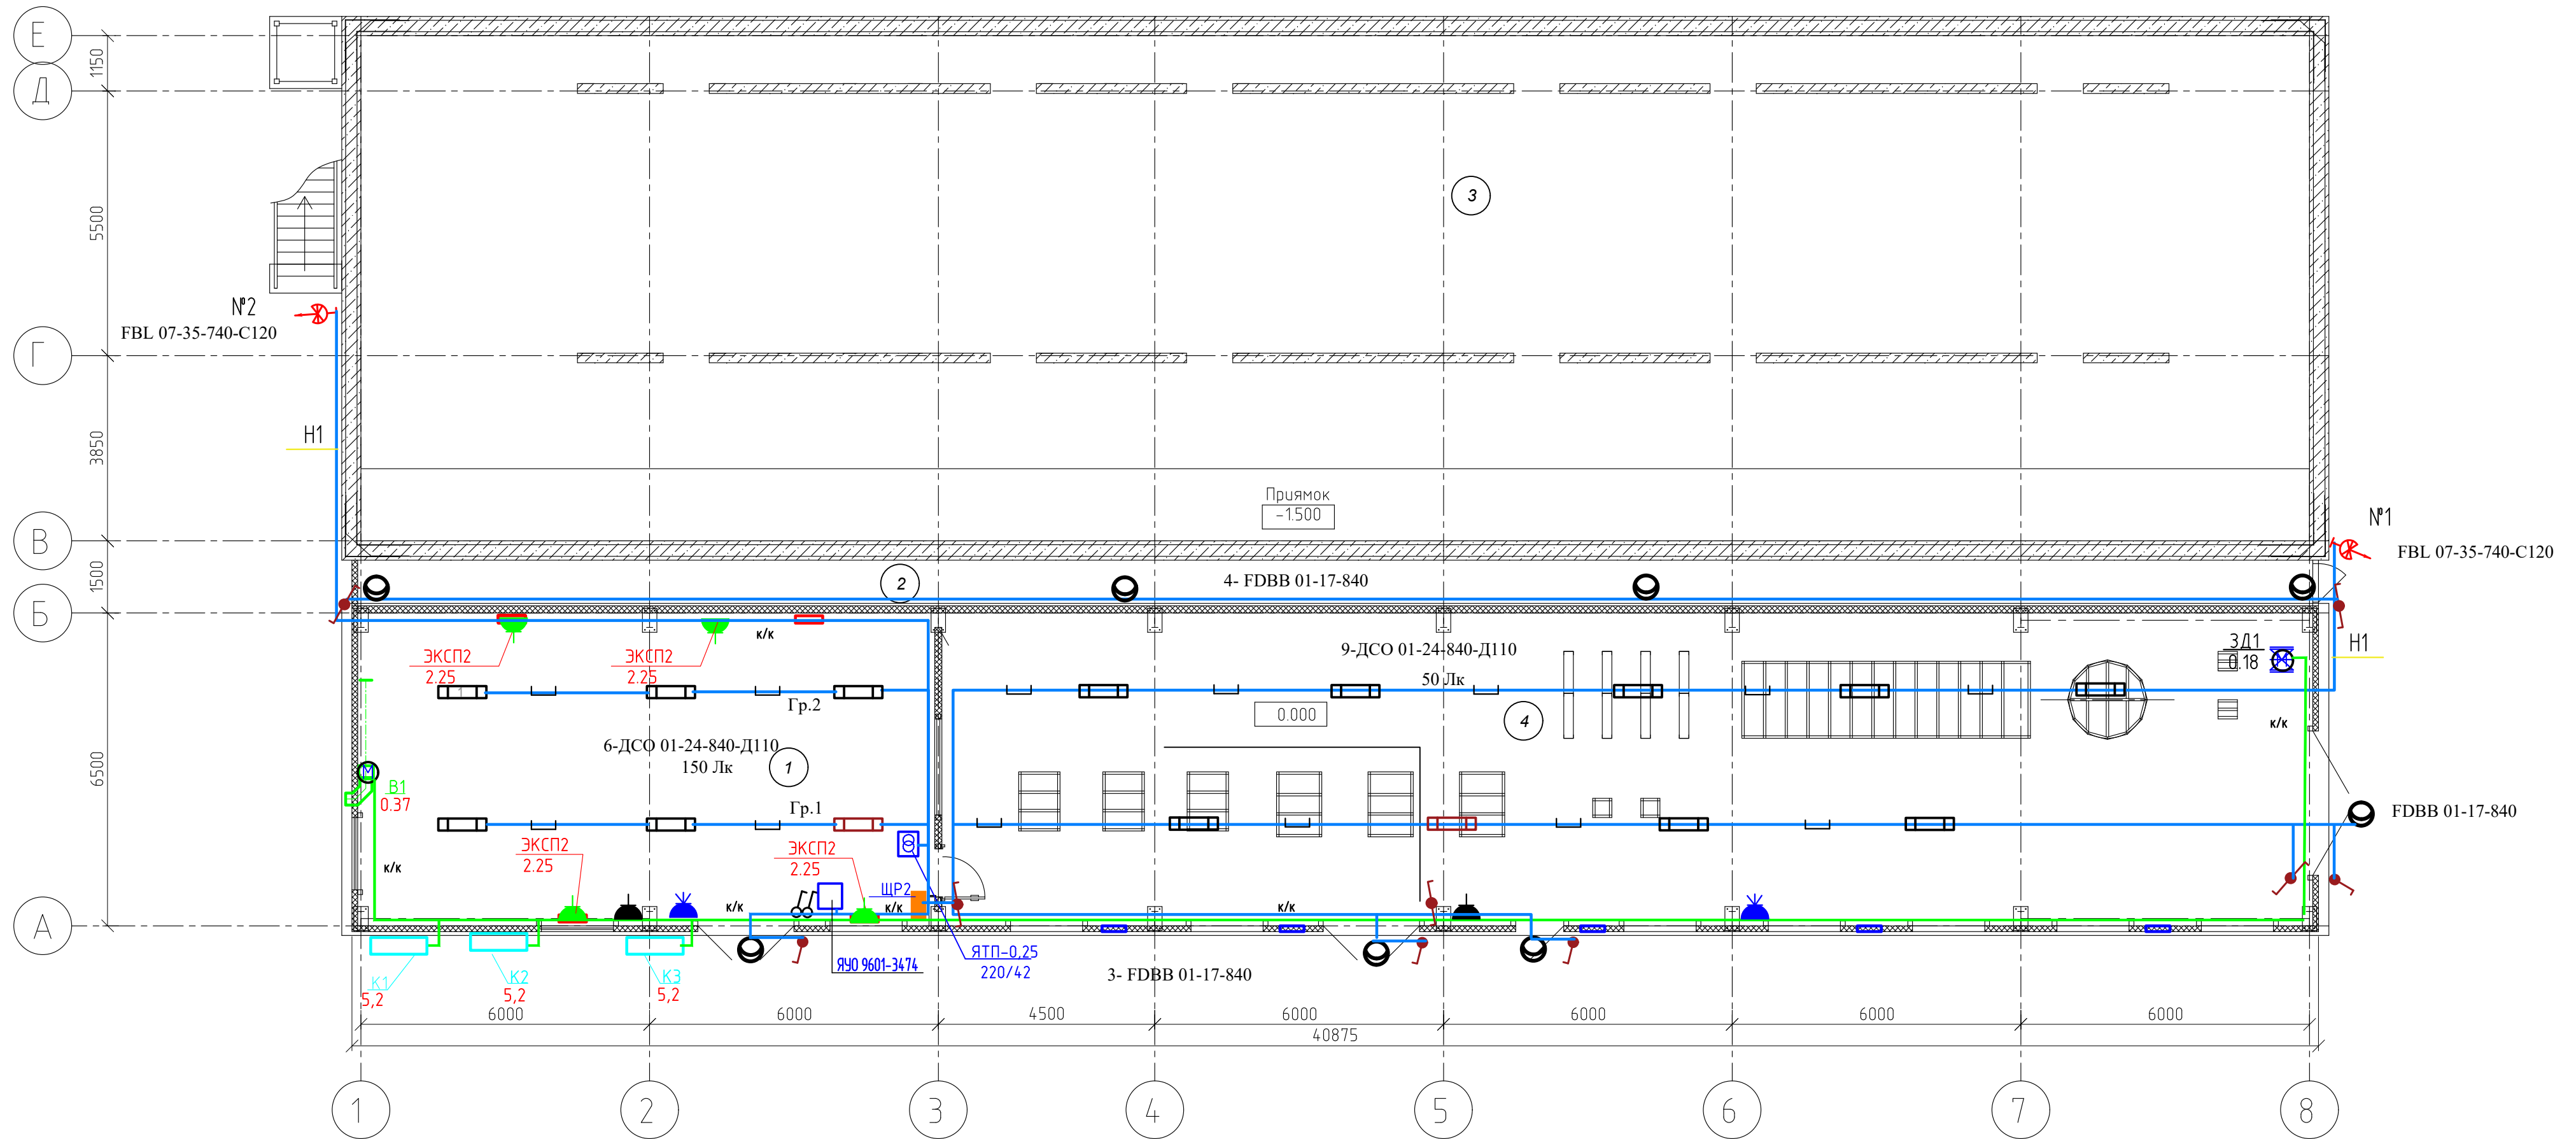 Е
1150
Д
5500
3
№2
FBL 07-35-740-С120
Г
Н1
3850
Приямок
-1.500
№1
FBL 07-35-740-С120
В
1500
2
4- FDBB 01-17-840
Б
к/к
ЭКСП2
2.25
ЭКСП2
2.25
9-ДСО 01-24-840-Д110
50 Лк
ЗД1
0.18
Н1
1
Гр.2
0.000
4
к/к
6-ДСО 01-24-840-Д110
150 Лк
1
6500
В1
0.37
Гр.1
FDBB 01-17-840
ЭКСП2
2.25
ЭКСП2
2.25
к/к
ЩР2
к/к
к/к
к/к
А
ЯУО 9601-3474
ЯТП-0,25
220/42
3- FDBB 01-17-840
К1
5,2
К2
5,2
К3
5,2
6000
6000
4500
6000
6000
6000
6000
40875
1
2
3
4
5
6
7
8